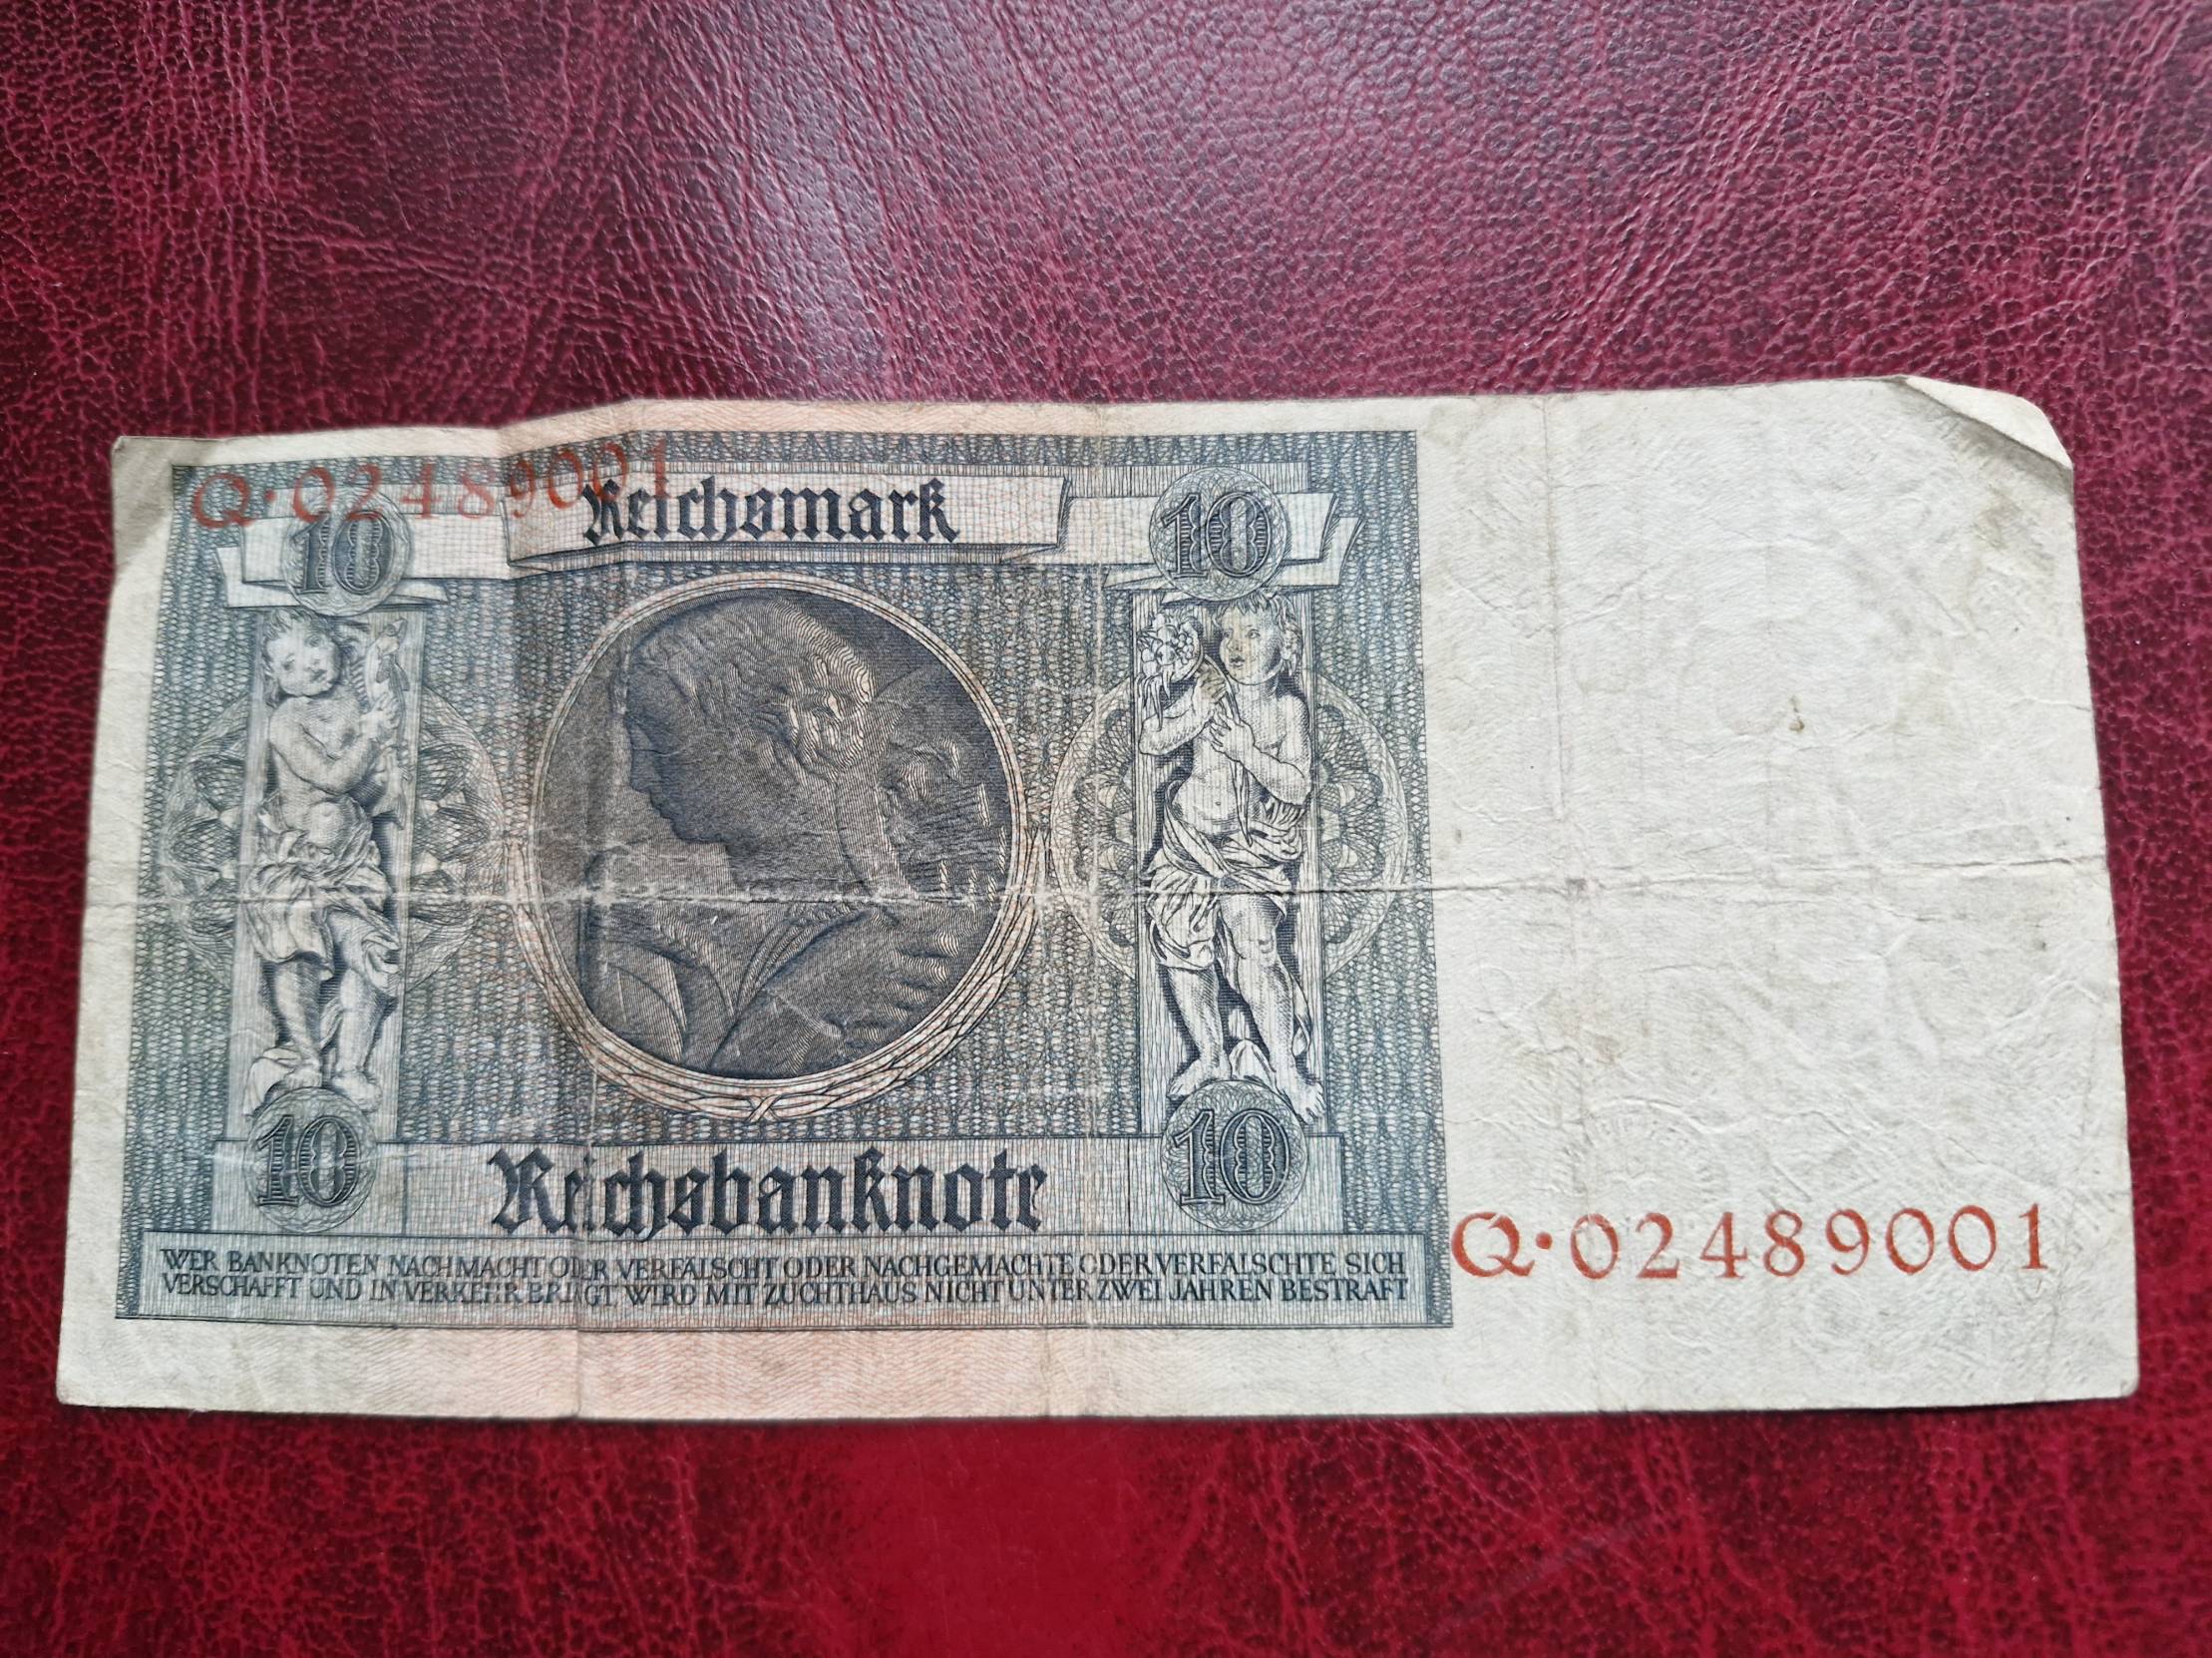 Q·02489001
Reichsmark
10
10
10
10
Reichsbanknote
WER BANKNOTEN NACHMACHT ODER VERFÄLSCHT ODER NACHGEMACHTE ODER VERFÄLSCHTE SICH
VERSCHAFFT UND IN VERKEHR BRINGT, WIRD MIT ZUCHTHAUS NICHT UNTER ZWEI JAHREN BESTRAFT
Q·02489001